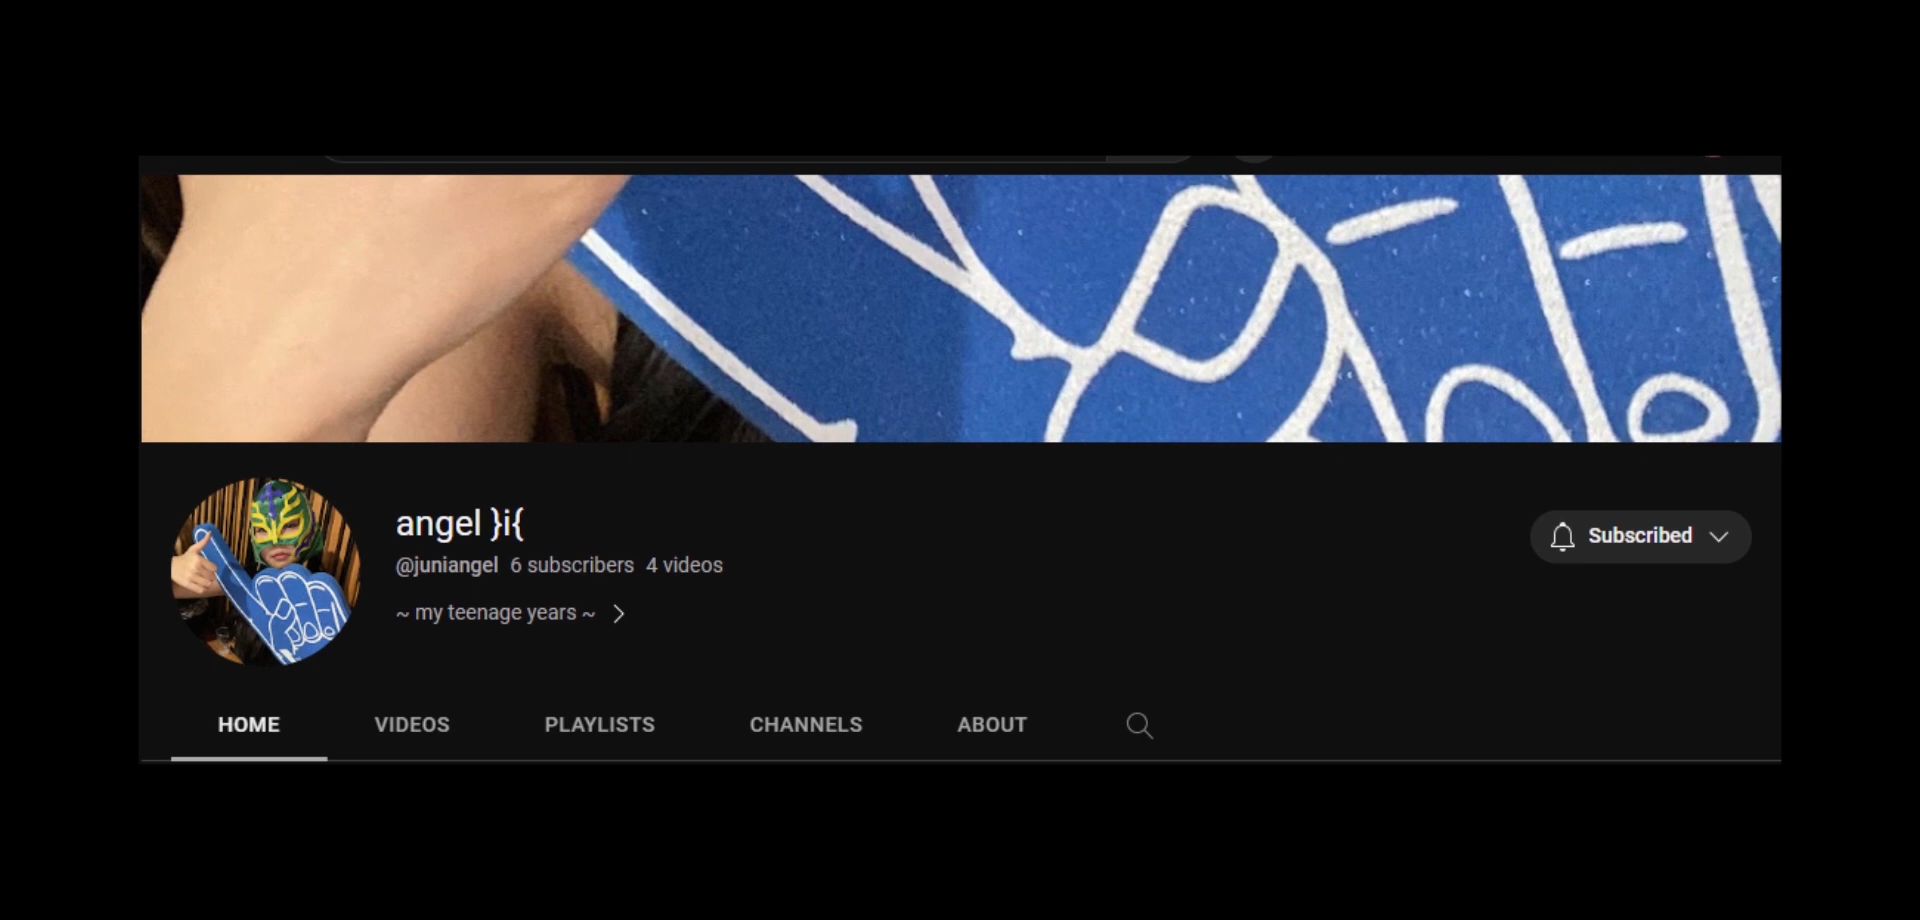 angel }i{
@juniangel 6 subscribers 4 videos
~ my teenage years ~
Subscribed
HOME VIDEOS PLAYLISTS CHANNELS ABOUT